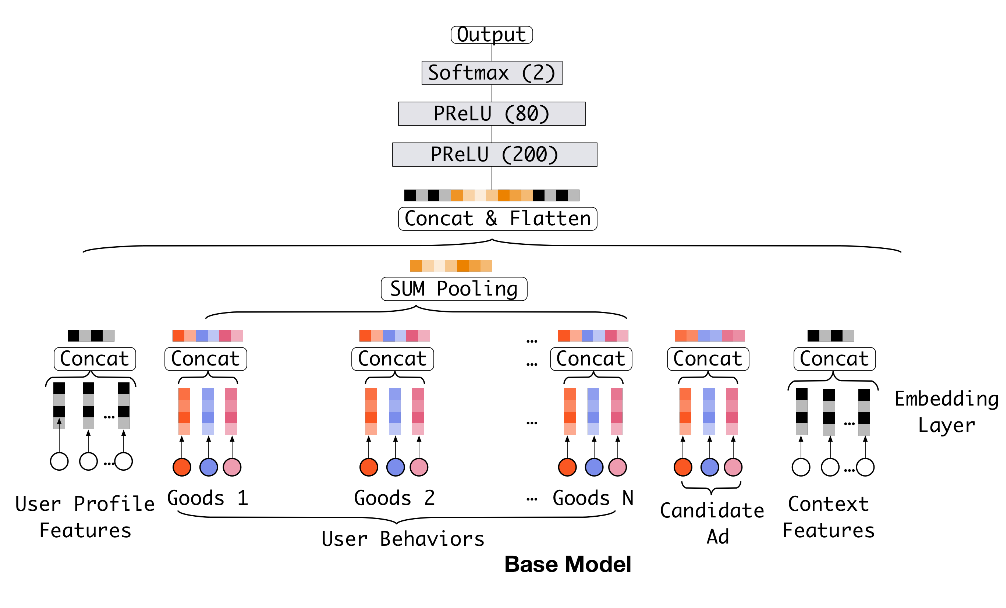 Output
Softmax (2)
PReLU (80)
PReLU (200)
Concat & Flatten
SUM Pooling
... 
Concat Concat Concat ... Concat Concat Concat
... ... ... Embedding
Layer
... ...
User Profile
Features
Goods 1 Goods 2 ... Goods N
Candidate
Ad
Context
Features
User Behaviors
Base Model